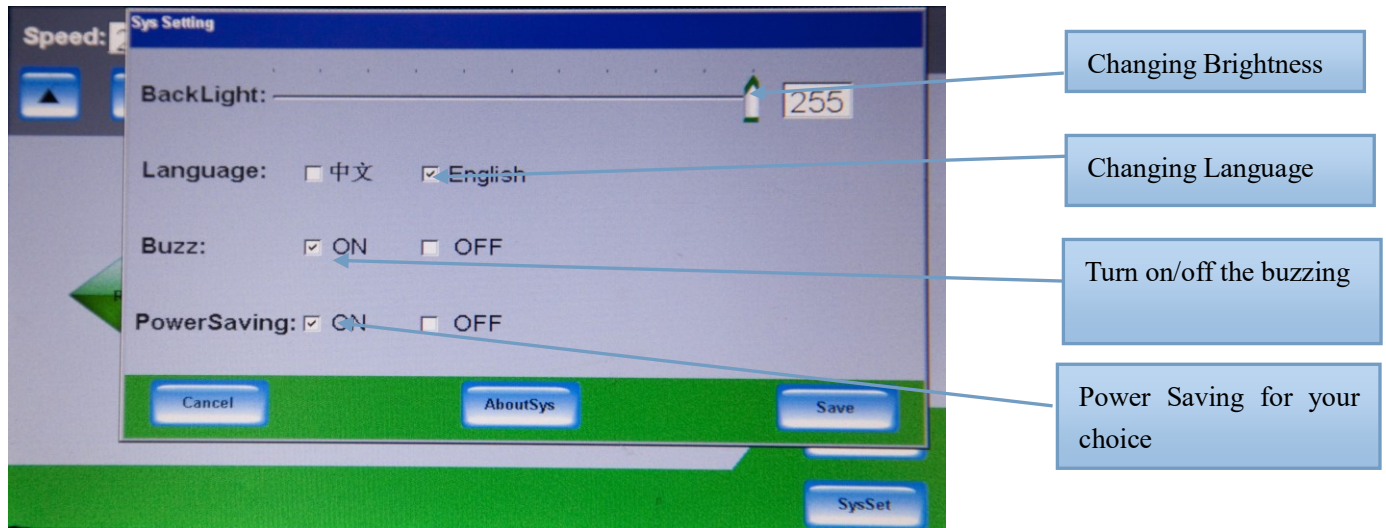 Speed:
Sys Setting
BackLight:
255
Language:
中文
English
Buzz:
ON
OFF
PowerSaving:
ON
OFF
Cancel
AboutSys
Save
SysSet
Changing Brightness
Changing Language
Turn on/off the buzzing
Power Saving for your
choice